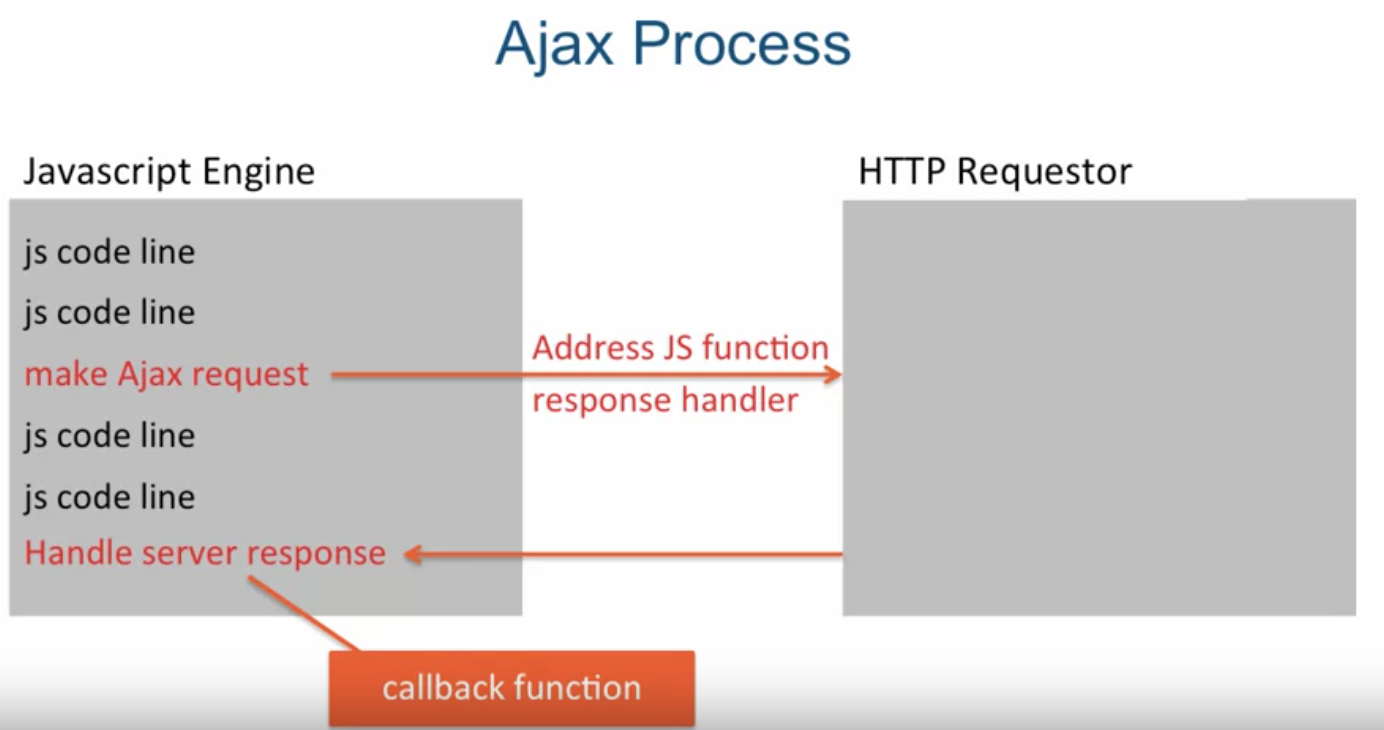 Ajax Process
Javascript Engine
HTTP Requestor
js code line
js code line
make Ajax request
Address JS function
response handler
js code line
js code line
Handle server response
callback function